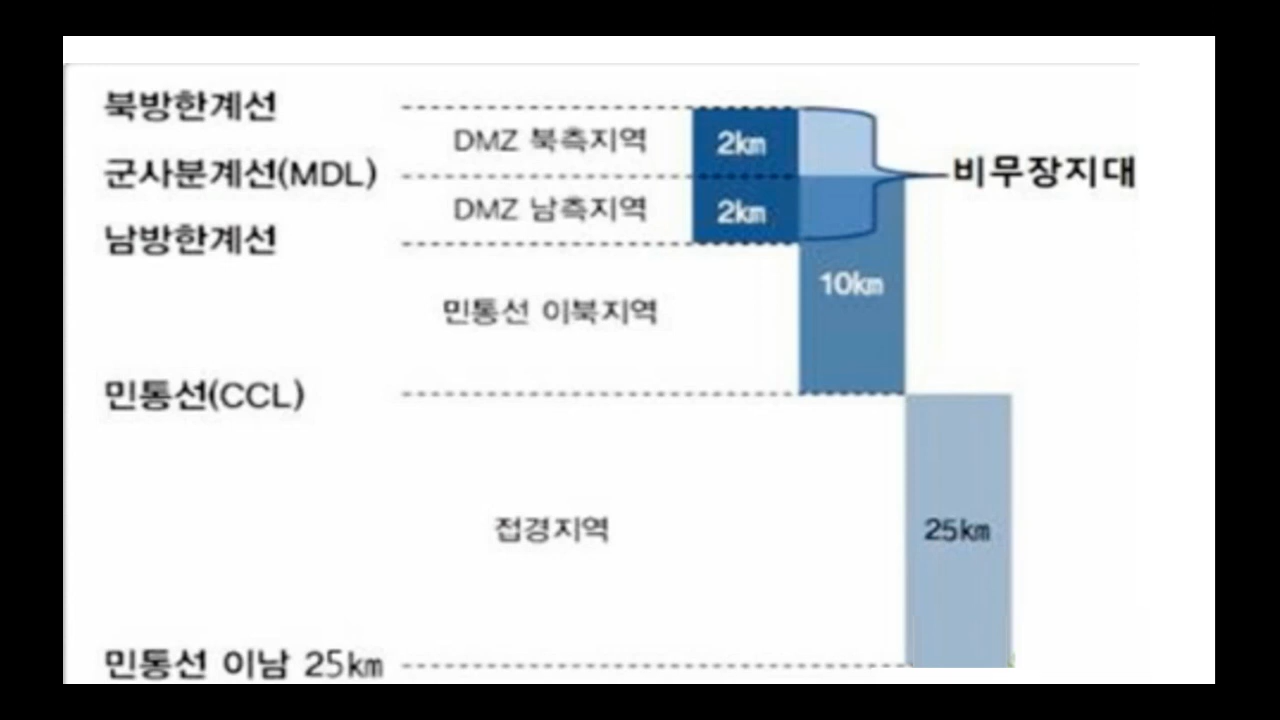 북방한계선
DMZ 북측지역
2km
군사분계선(MDL)
비무장지대
DMZ 남측지역
2km
남방한계선
10km
민통선 이북지역
민통선(CCL)
접경지역
25km
민통선 이남 25km